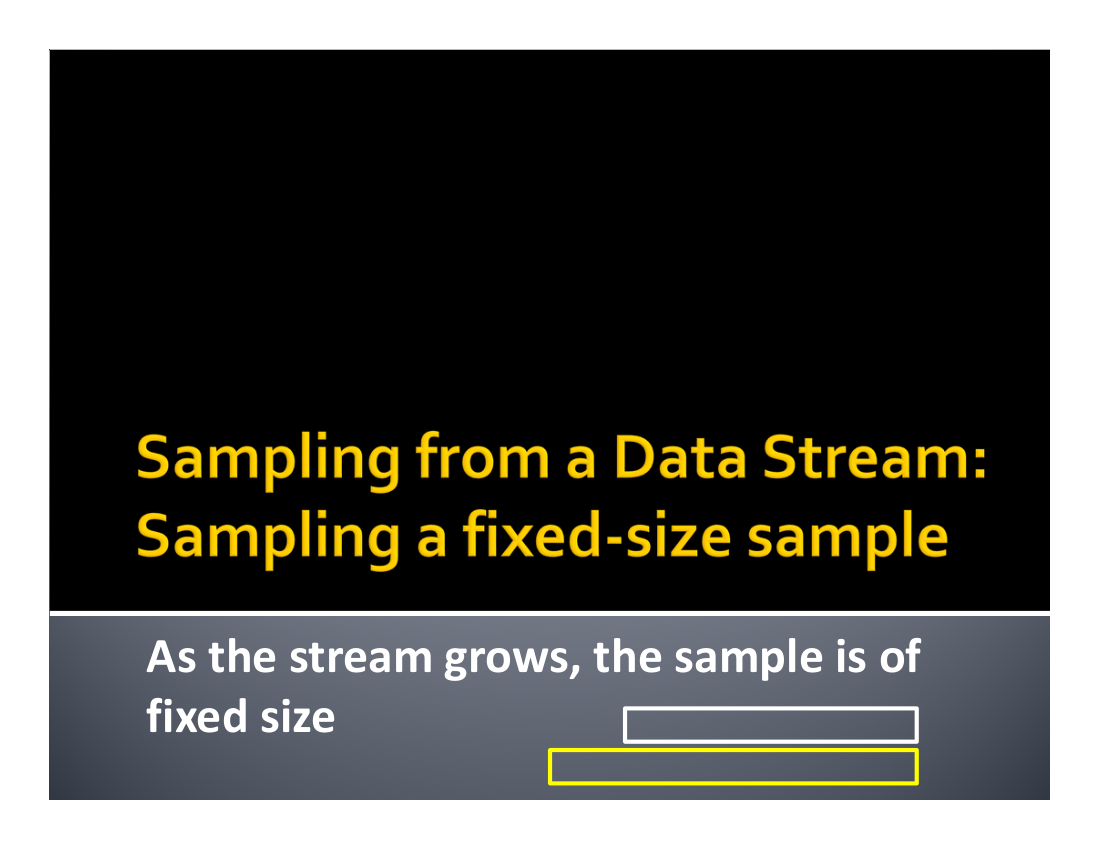 Sampling from a Data Stream:
Sampling a fixed-size sample
As the stream grows, the sample is of
fixed size